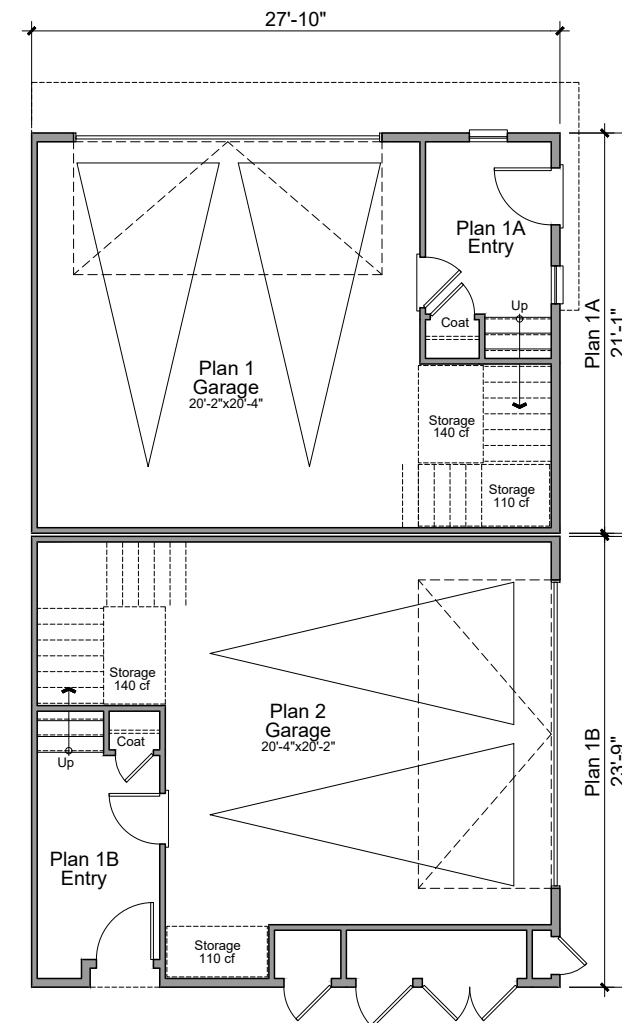 27'-10"
Plan 1A
Entry
Up
Coat
Plan 1A
21'-1"
Plan 1
Garage
20'-2"x20'-4"
Storage
140 cf
Storage
110 cf
Storage
140 cf
Coat
Up
Plan 2
Garage
20'-4"x20'-2"
Plan 1B
23'-9"
Plan 1B
Entry
Storage
110 cf